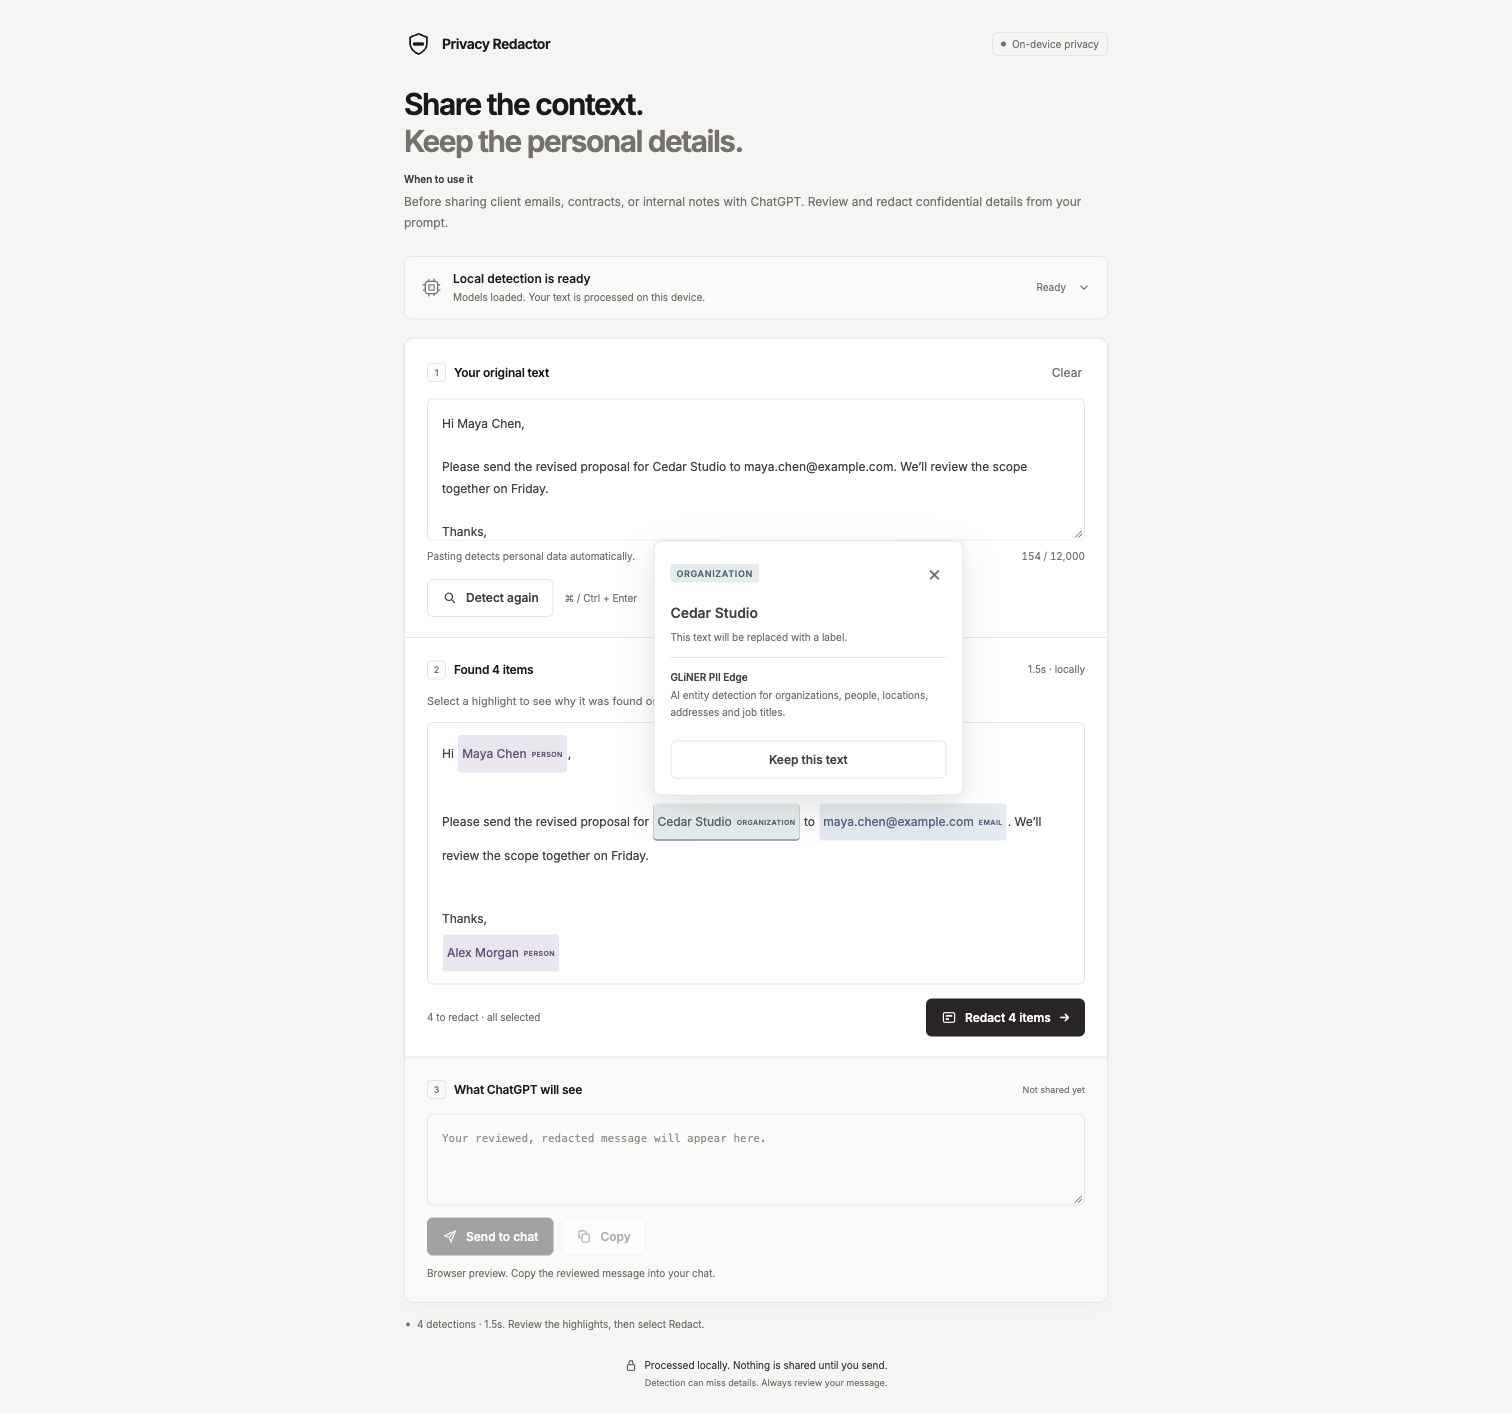 Privacy Redactor
On-device privacy
Share the context.
Keep the personal details.
When to use it
Before sharing client emails, contracts, or internal notes with ChatGPT. Review and redact confidential details from your
prompt.
Local detection is ready
Models loaded. Your text is processed on this device.
Ready
1
Your original text
Clear
Hi Maya Chen,
Please send the revised proposal for Cedar Studio to maya.chen@example.com. We’ll review the scope
together on Friday.
Thanks,
Pasting detects personal data automatically.
154 / 12,000
Detect again
⌘ / Ctrl + Enter
ORGANIZATION
Cedar Studio
This text will be replaced with a label.
GLiNER PII Edge
AI entity detection for organizations, people, locations,
addresses and job titles.
Keep this text
2
Found 4 items
1.5s · locally
Select a highlight to see why it was found
Hi Maya Chen PERSON,
Please send the revised proposal for Cedar Studio ORGANIZATION to maya.chen@example.com EMAIL. We’ll
review the scope together on Friday.
Thanks,
Alex Morgan PERSON
4 to redact · all selected
Redact 4 items →
3
What ChatGPT will see
Not shared yet
Your reviewed, redacted message will appear here.
Send to chat
Copy
Browser preview. Copy the reviewed message into your chat.
• 4 detections · 1.5s. Review the highlights, then select Redact.
Processed locally. Nothing is shared until you send.
Detection can miss details. Always review your message.